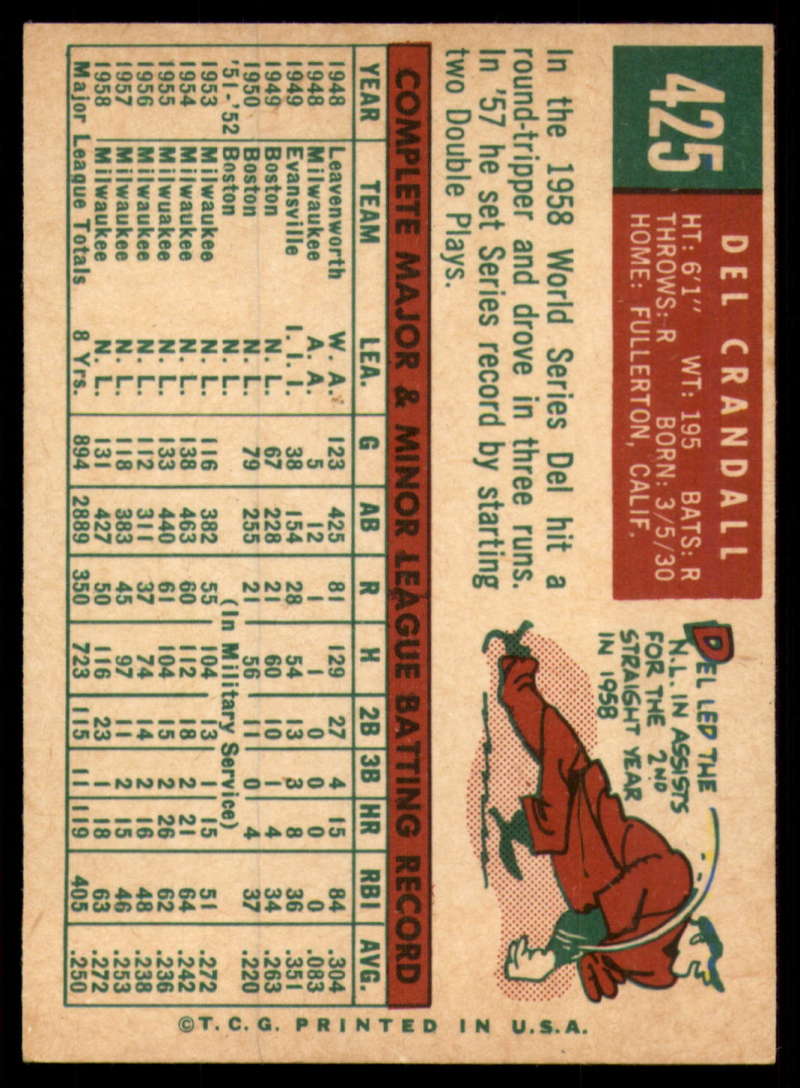 425
DEL CRANDALL
HT: 6'1" WT: 195 BATS: R
THROWS: R BORN: 3/5/30
HOME: FULLERTON, CALIF.
In the 1958 World Series Del hit a
round-tripper and drove in three runs.
In '57 he set Series record by starting
two Double Plays.
DEL LED THE
N.L. IN ASSISTS
FOR THE 2ND
STRAIGHT YEAR
IN 1958
COMPLETE MAJOR & MINOR LEAGUE BATTING RECORD
YEAR TEAM LEA. G AB R H 2B 3B HR RBI AVG.
1948 Leavenworth W. A. 123 425 81 129 27 4 15 84 .304
1948 Milwaukee A. A. 5 12 1 1 0 0 0 0 .083
1949 Evansville I. I. I. 38 154 28 54 13 3 8 36 .351
1949 Boston N. L. 67 228 21 60 10 1 4 34 .263
1950 Boston N. L. 79 255 21 56 11 0 4 37 .220
'51-'52 Boston N. L. (In Military Service)
1953 Milwaukee N. L. 116 382 55 104 13 1 15 51 .272
1954 Milwaukee N. L. 138 463 60 112 18 2 21 64 .242
1955 Milwuakee N. L. 133 440 61 104 15 2 26 62 .236
1956 Milwaukee N. L. 112 311 37 74 14 2 16 48 .238
1957 Milwaukee N. L. 118 383 45 97 11 2 15 46 .253
1958 Milwaukee N. L. 131 427 50 116 23 1 18 63 .272
Major League Totals 8 Yrs. 894 2889 350 723 115 11 119 405 .250
©T.C.G. PRINTED IN U.S.A.